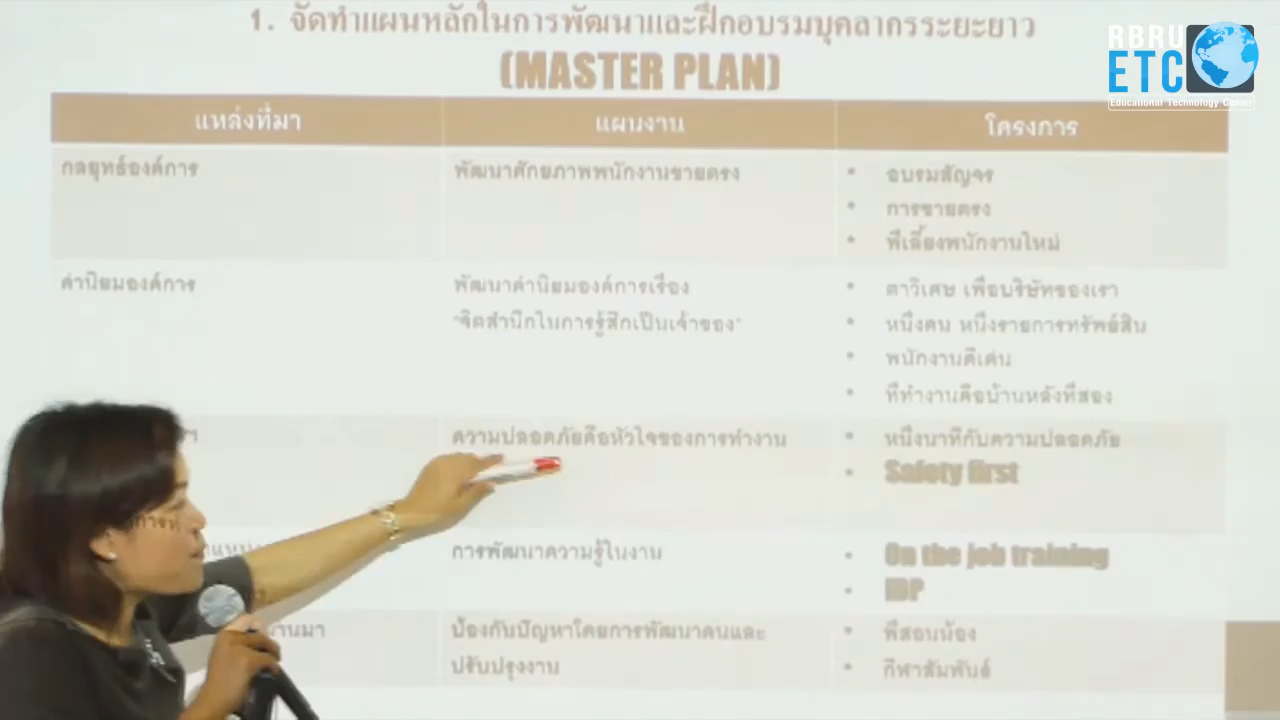 1. จัดทำแผนหลักในการพัฒนาและฝึกอบรมบุคลากรระยะยาว
(MASTER PLAN)
RBRU
ETC
Educational Technology Center
แหล่งที่มา แผนงาน โครงการ
กลยุทธ์องค์การ พัฒนาศักยภาพพนักงานขายตรง • อบรมสัญจร
• การขายตรง
• พี่เลี้ยงพนักงานใหม่
ค่านิยมองค์การ พัฒนาค่านิยมองค์การเรื่อง • ตาวิเศษ เพื่อบริษัทของเรา
"จิตสำนึกในการรู้สึกเป็นเจ้าของ" • หนึ่งคน หนึ่งรายการทรัพย์สิน
• พนักงานดีเด่น
• ที่ทำงานคือบ้านหลังที่สอง
ความปลอดภัยคือหัวใจของการทำงาน • หนึ่งนาทีกับความปลอดภัย
• Safety first
การพัฒนาความรู้ในงาน • On the job training
• IDP
ป้องกันปัญหาโดยการพัฒนาคนและ • พี่สอนน้อง
ปรับปรุงงาน • กีฬาสัมพันธ์